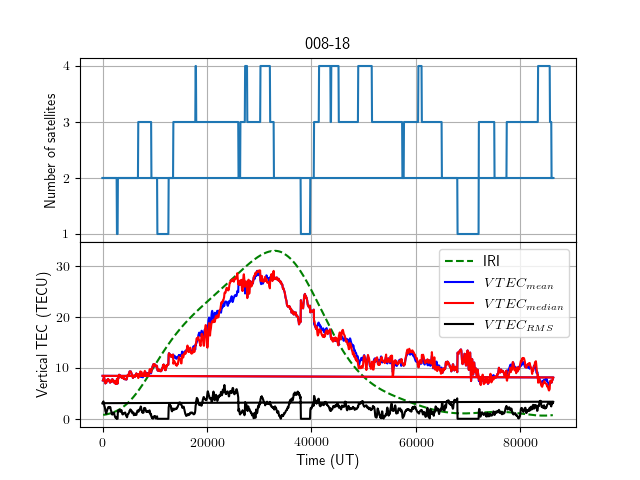 008-18
Number of satellites
4
3
2
1
Vertical TEC (TECU)
30
20
10
0
IRI
VTEC_mean
VTEC_median
VTEC_RMS
0 20000 40000 60000 80000
Time (UT)